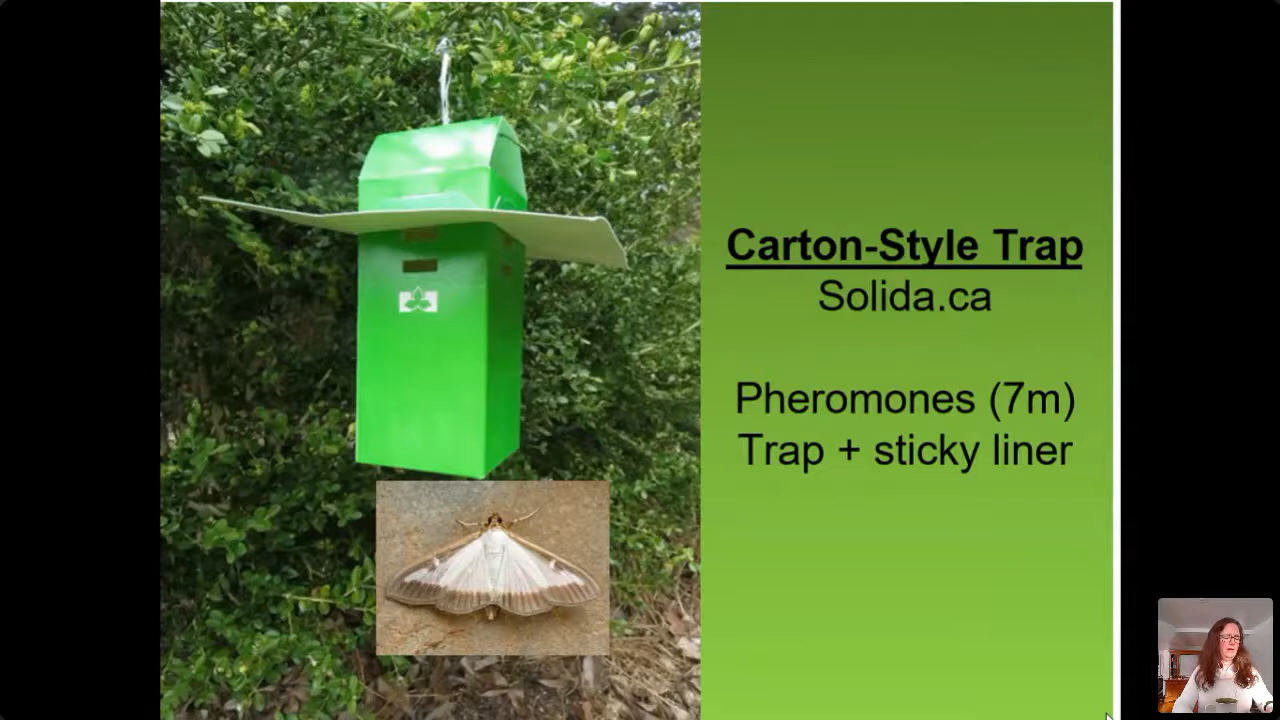 Carton-Style Trap
Solida.ca
Pheromones (7m)
Trap + sticky liner